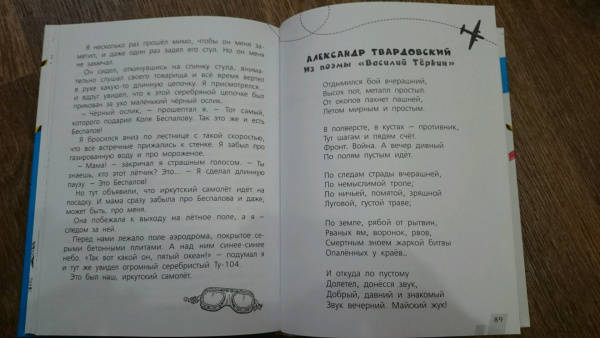 Я несколько раз прошёл мимо, чтобы он меня за-
метил, и даже один раз задел его стул. Но он меня
не замечал.
Он сидел, откинувшись на спинку стула, внима-
тельно слушал своего товарища и всё время вертел
в руке какую-то длинную цепочку. Я присмотрелся
и вдруг увидел, что к этой серебряной цепочке был
прикован за ухо маленький чёрный ослик.
— Чёрный ослик, — прошептал я. — Тот самый,
которого подарил Коля Беспалову. Так это же и есть
Беспалов!
Я бросился вниз по лестнице с такой скоростью,
что все встречные прижались к стенке. Я забыл про
газированную воду и про мороженое.
— Мама! — закричал я страшным голосом. — Ты
знаешь, кто этот лётчик? Это... — Я сделал длинную
паузу. — Это Беспалов!
Но тут объявили, что иркутский самолёт идёт на
посадку. И мама сразу забыла про Беспалова и даже,
может быть, про меня.
Она побежала к выходу на лётное поле, а я —
следом за ней.
Перед нами лежало поле аэродрома, покрытое се-
рыми бетонными плитами. А над ним синее-синее
небо. «Так вот какой он, пятый океан!» — подумал я
и тут же увидел огромный серебристый Ту-104.
Это был наш, иркутский самолёт.
АЛЕКСАНДР ТВАРДОВСКИЙ
ИЗ ПОЭМЫ «ВАСИЛИЙ ТЁРКИН»
Отдымился бой вчерашний,
Высох пот, металл простыл.
От окопов пахнет пашней,
Летом мирным и простым.
В полверсте, в кустах – противник,
Тут шагам и пядям счёт.
Фронт. Война. А вечер дивный
По полям пустым идёт.
По следам страды вчерашней,
По немыслимой тропе;
По ничьей, помятой, зряшной
Луговой, густой траве;
По земле, рябой от рытвин,
Рваных ям, воронок, рвов,
Смертным зноем жаркой битвы
Опалённых у краёв..
И откуда по пустому
Долетел, донёсся звук,
Добрый, давний и знакомый
Звук вечерний. Майский жук!
89